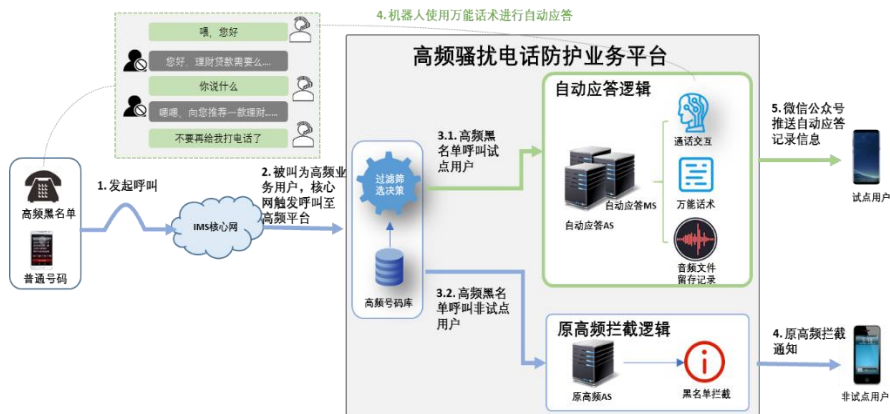 4. 机器人使用万能话术进行自动应答
喂，您好
您好，理财贷款需要么....
你说什么
嗯嗯，向您推荐一款理财.....
不要再给我打电话了
高频黑名单
普通号码
1. 发起呼叫
IMS核心网
2. 被叫为高频业
务用户，核心
网触发呼叫至
高频平台
高频骚扰电话防护业务平台
过滤筛
选决策
高频号码库
3.1. 高频黑
名单呼叫试
点用户
3.2. 高频黑名
单呼叫非试点
用户
自动应答逻辑
自动应答MS
自动应答AS
通话交互
万能话术
音频文件
留存记录
原高频拦截逻辑
原高频AS
黑名单拦截
5. 微信公众号
推送自动应答
记录信息
试点用户
4. 原高频拦截
通知
非试点用户